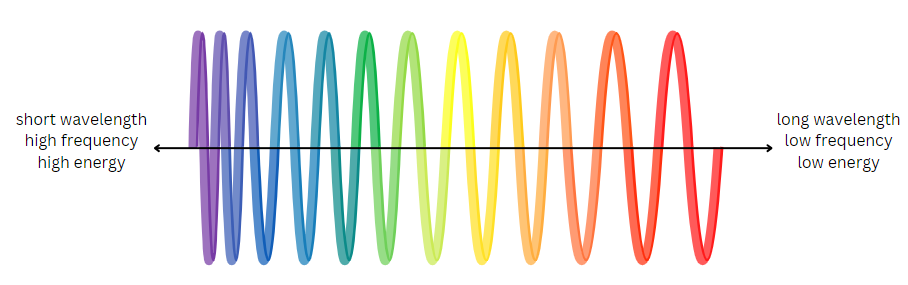 short wavelength
high frequency
high energy
long wavelength
low frequency
low energy